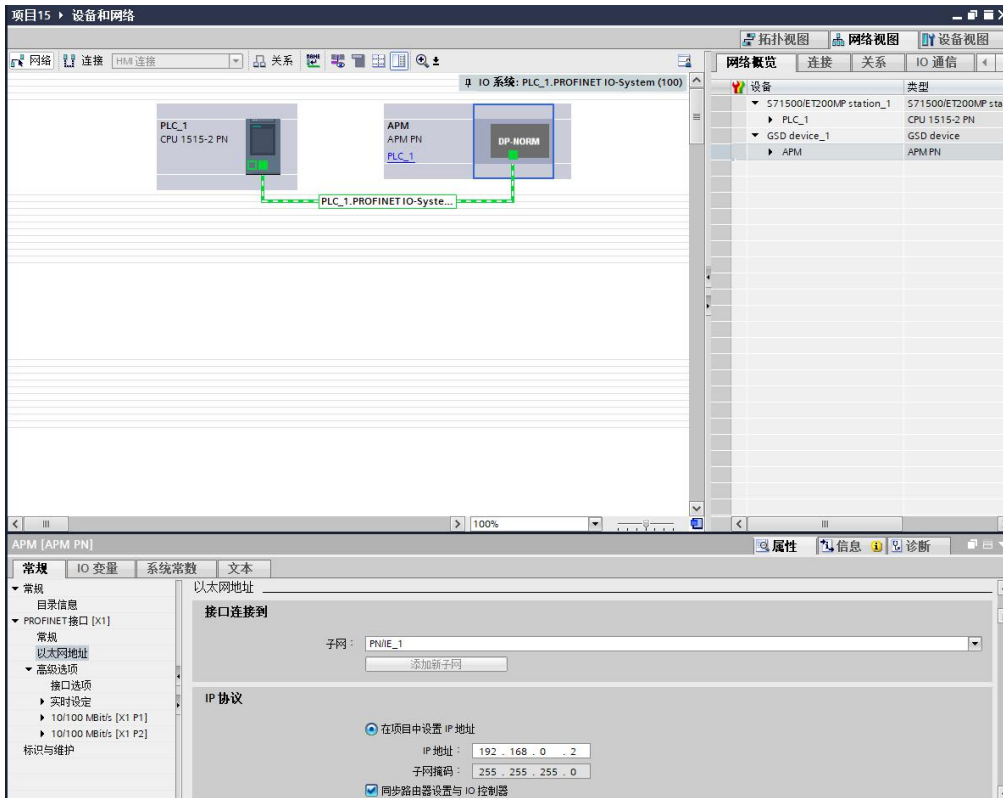 项目15 ▸ 设备和网络
拓扑视图 网络视图 设备视图
网络 连接 HMI 连接 关系
网络概览 连接 关系 IO 通信
IO 系统: PLC_1.PROFINET IO-System (100)
设备 类型
S71500/ET200MP station_1 S71500/ET200MP sta
PLC_1 CPU 1515-2 PN
GSD device_1 GSD device
APM APM PN
PLC_1
CPU 1515-2 PN
APM
APM PN
PLC_1
DP-NORM
PLC_1.PROFINET IO-Syste...
100%
APM [APM PN]
属性 信息 诊断
常规 IO 变量 系统常数 文本
常规
目录信息
PROFINET接口 [X1]
常规
以太网地址
高级选项
接口选项
实时设定
10/100 MBit/s [X1 P1]
10/100 MBit/s [X1 P2]
标识与维护
以太网地址
接口连接到
子网： PN/IE_1
添加新子网
IP 协议
在项目中设置 IP 地址
IP 地址： 192 . 168 . 0 . 2
子网掩码： 255 . 255 . 255 . 0
同步路由器设置与 IO 控制器